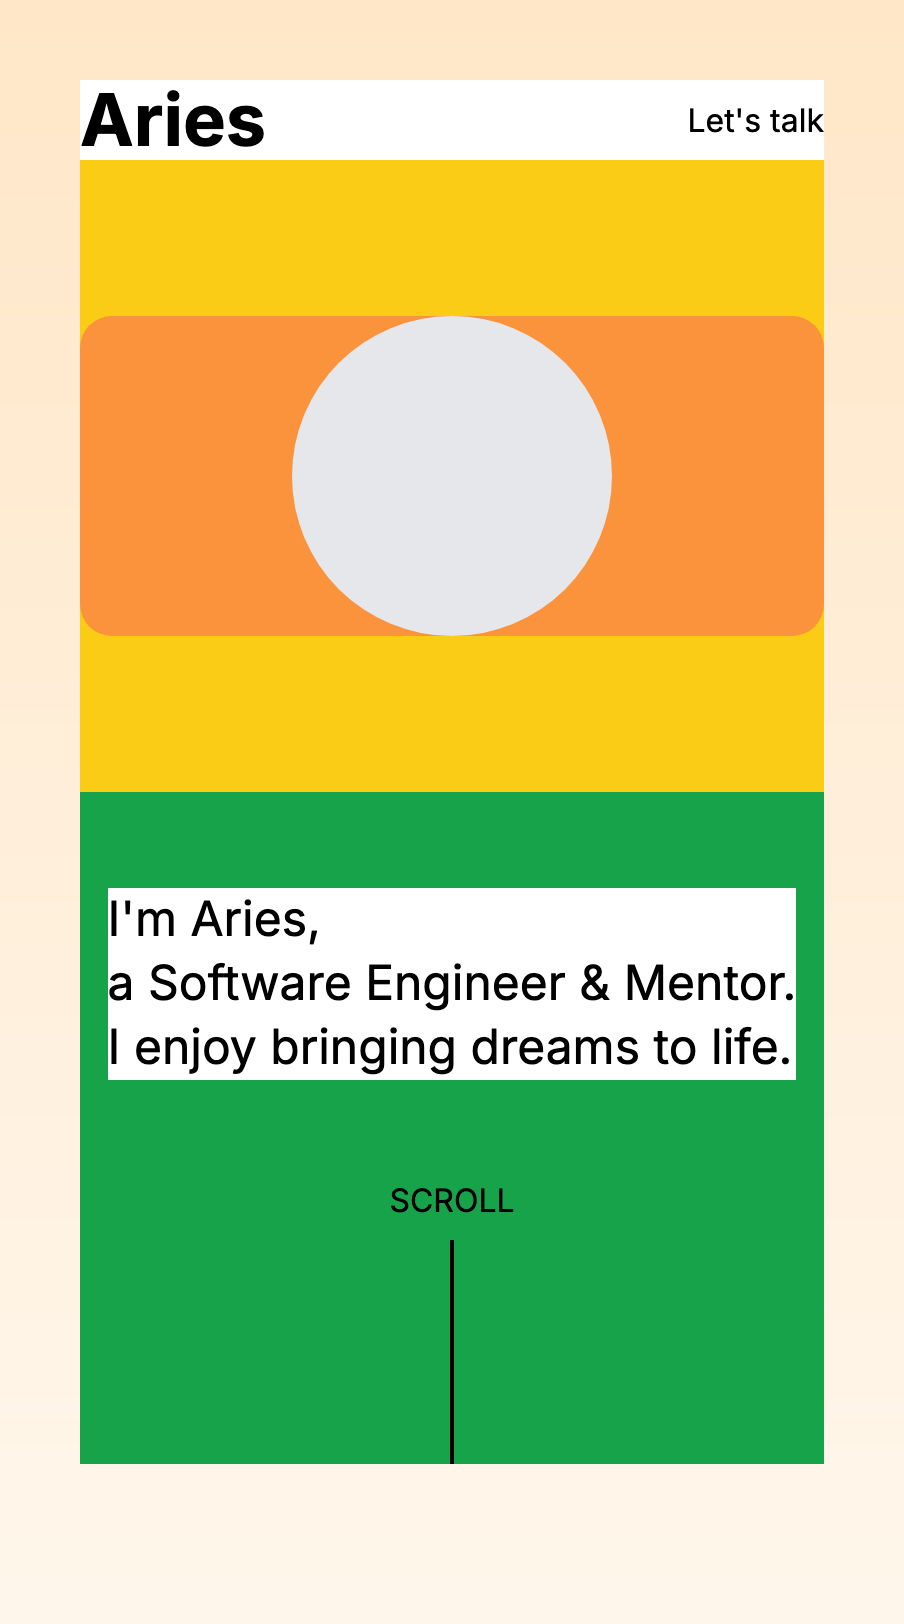 Aries
Let's talk
I'm Aries,
a Software Engineer & Mentor.
I enjoy bringing dreams to life.
SCROLL